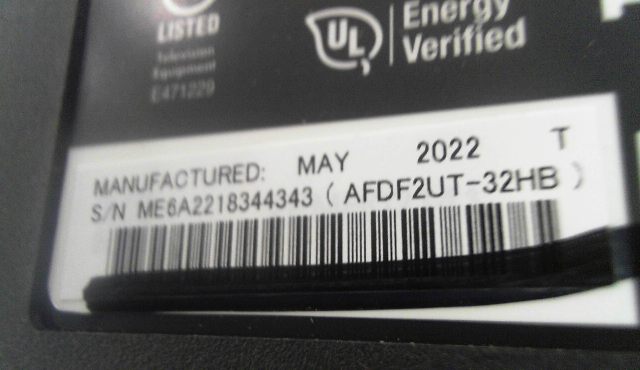 LISTED
Television
Equipment
E471229
UL
Energy
Verified
MANUFACTURED: MAY 2022 T
S/N ME6A2218344343 ( AFDF2UT-32HB )